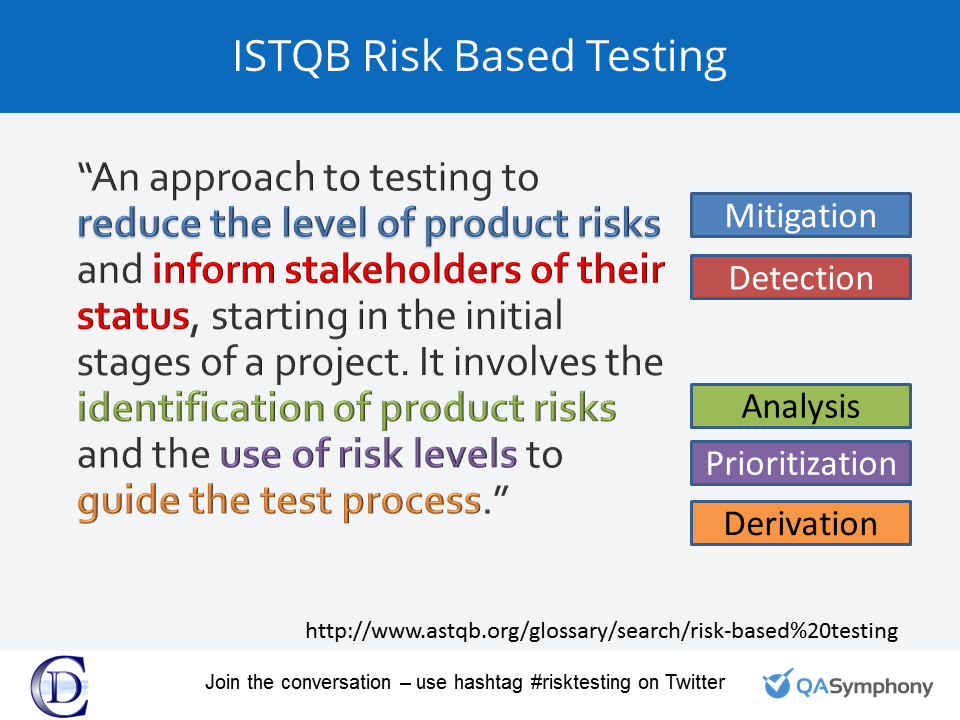 ISTQB Risk Based Testing
“An approach to testing to
reduce the level of product risks
and inform stakeholders of their
status, starting in the initial
stages of a project. It involves the
identification of product risks
and the use of risk levels to
guide the test process.”
Mitigation
Detection
Analysis
Prioritization
Derivation
http://www.astqb.org/glossary/search/risk-based%20testing
CD
Join the conversation – use hashtag #risktesting on Twitter
QASymphony